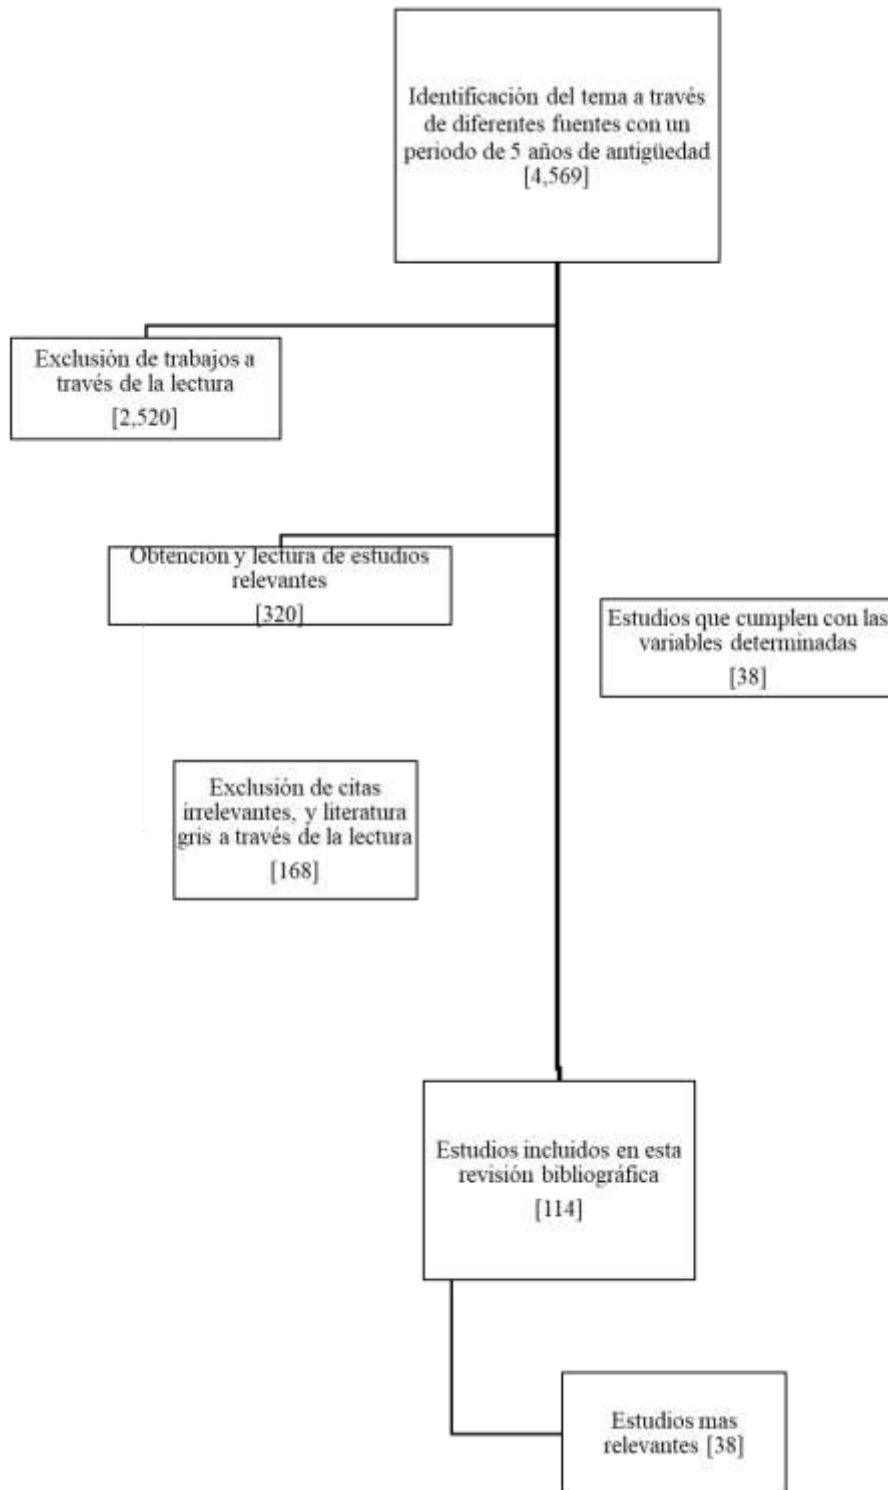 Identificación del tema a través
de diferentes fuentes con un
periodo de 5 años de antigüedad
[4,569]
Exclusión de trabajos a
través de la lectura
[2,520]
Obtención y lectura de estudios
relevantes
[320]
Estudios que cumplen con las
variables determinadas
[38]
Exclusión de citas
irrelevantes, y literatura
gris a través de la lectura
[168]
Estudios incluidos en esta
revisión bibliográfica
[114]
Estudios mas
relevantes [38]